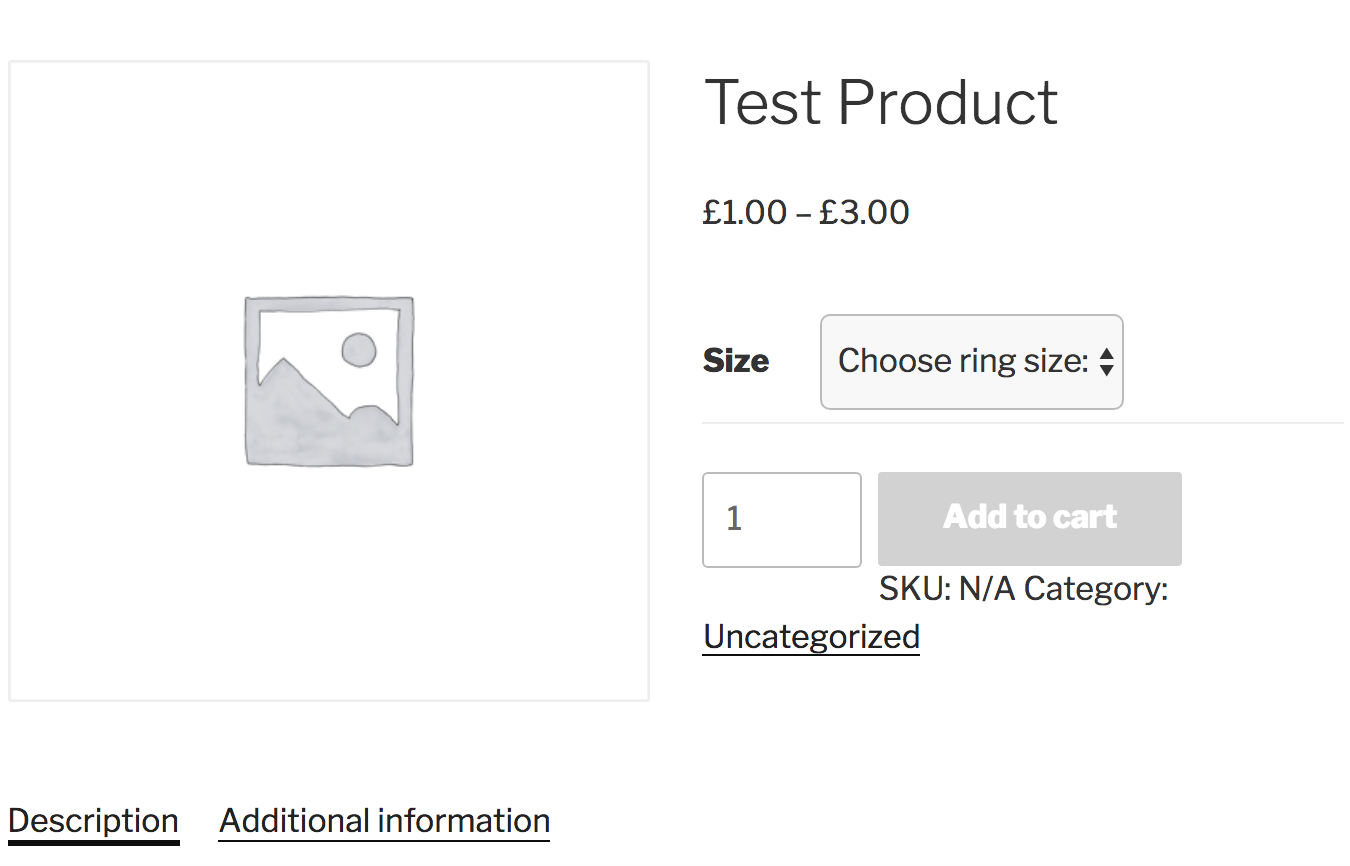 Test Product
£1.00 – £3.00
Size
Choose ring size:
1
Add to cart
SKU: N/A Category:
Uncategorized
Description
Additional information